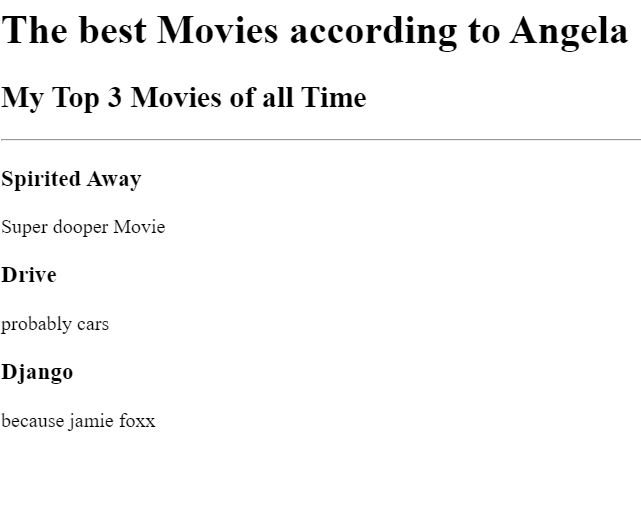 The best Movies according to Angela
My Top 3 Movies of all Time
Spirited Away
Super dooper Movie
Drive
probably cars
Django
because jamie foxx